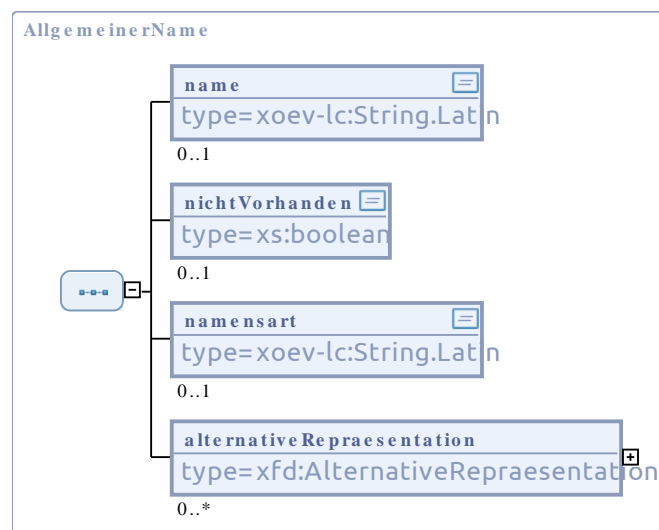 AllgemeinerName
name
type=xoev-lc:String.Latin
0..1
nichtVorhanden
type=xs:boolean
0..1
namensart
type=xoev-lc:String.Latin
0..1
alternativeRepraesentation
type=xfd:AlternativeRepraesentation
0..*